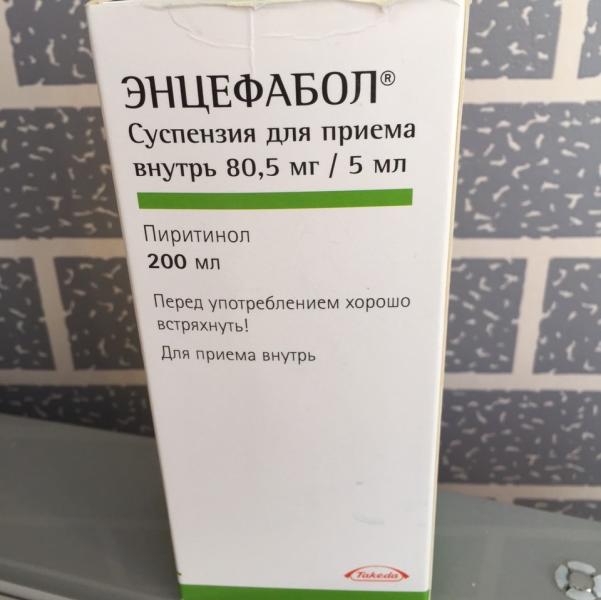 ЭНЦЕФАБОЛ®
Суспензия для приема
внутрь 80,5 мг / 5 мл
Пиритинол
200 мл
Перед употреблением хорошо
встряхнуть!
Для приема внутрь
Takeda